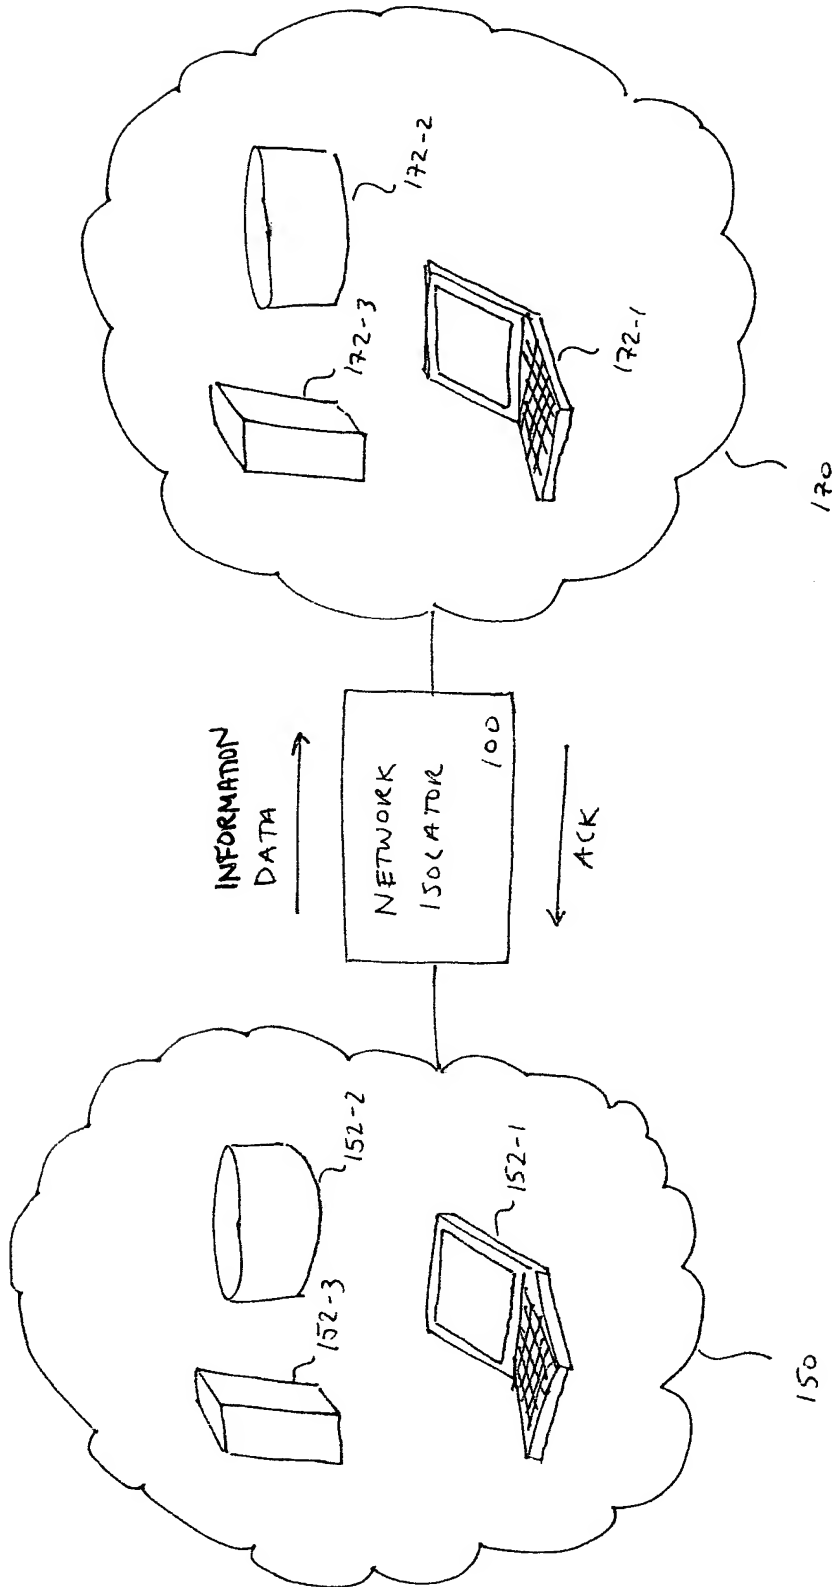 152-3
152-2
152-1
150
INFORMATION
DATA
NETWORK
ISOLATOR
100
ACK
172-3
172-2
172-1
170